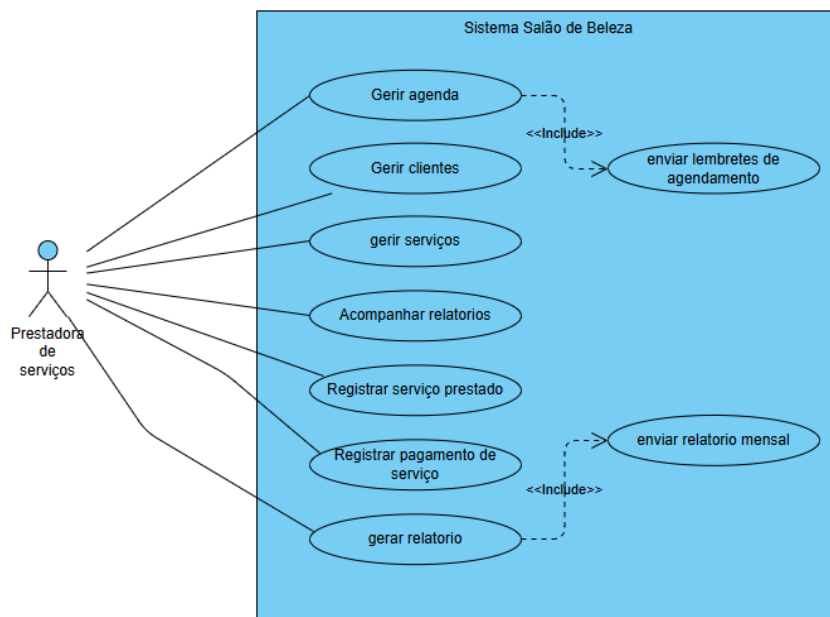 Sistema Salão de Beleza
Gerir agenda
<<Include>>
enviar lembretes de
agendamento
Gerir clientes
gerir serviços
Prestadora
de
serviços
Acompanhar relatorios
Registrar serviço prestado
Registrar pagamento de
serviço
enviar relatorio mensal
<<Include>>
gerar relatorio